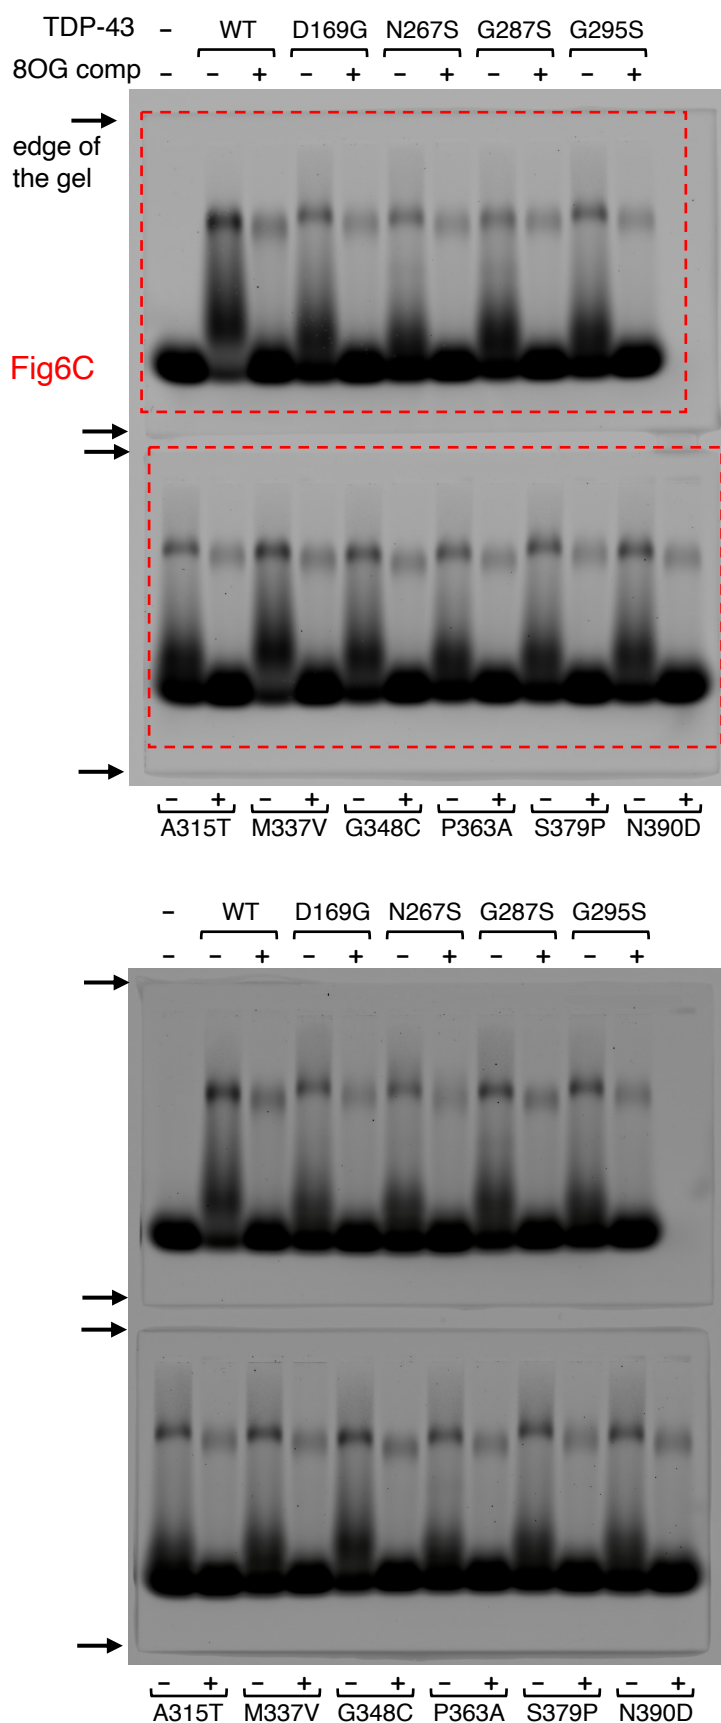 TDP-43 – WT D169G N267S G287S G295S
8OG comp – – + – + – + – + – +
edge of
the gel
Fig6C
– + – + – + – + – + – +
A315T M337V G348C P363A S379P N390D
– WT D169G N267S G287S G295S
– – + – + – + – + – +
– + – + – + – + – + – +
A315T M337V G348C P363A S379P N390D